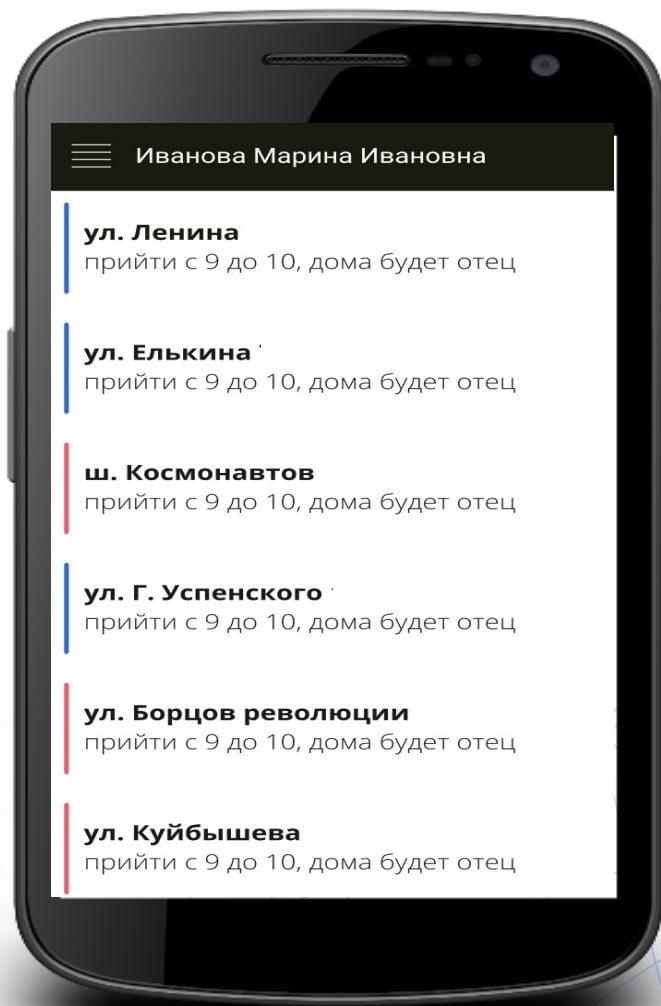 Иванова Марина Ивановна
ул. Ленина
прийти с 9 до 10, дома будет отец
ул. Елькина
прийти с 9 до 10, дома будет отец
ш. Космонавтов
прийти с 9 до 10, дома будет отец
ул. Г. Успенского
прийти с 9 до 10, дома будет отец
ул. Борцов революции
прийти с 9 до 10, дома будет отец
ул. Куйбышева
прийти с 9 до 10, дома будет отец